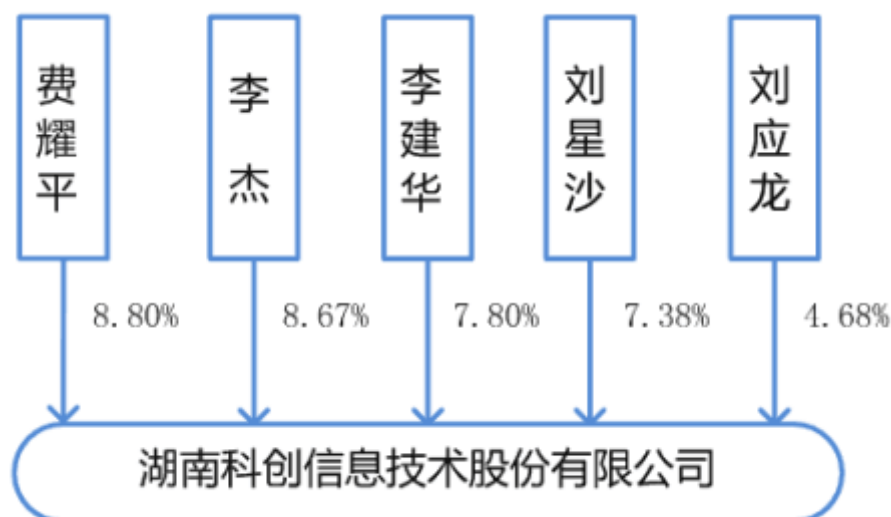 费耀平
李杰
李建华
刘星沙
刘应龙
8.80%
8.67%
7.80%
7.38%
4.68%
湖南科创信息技术股份有限公司